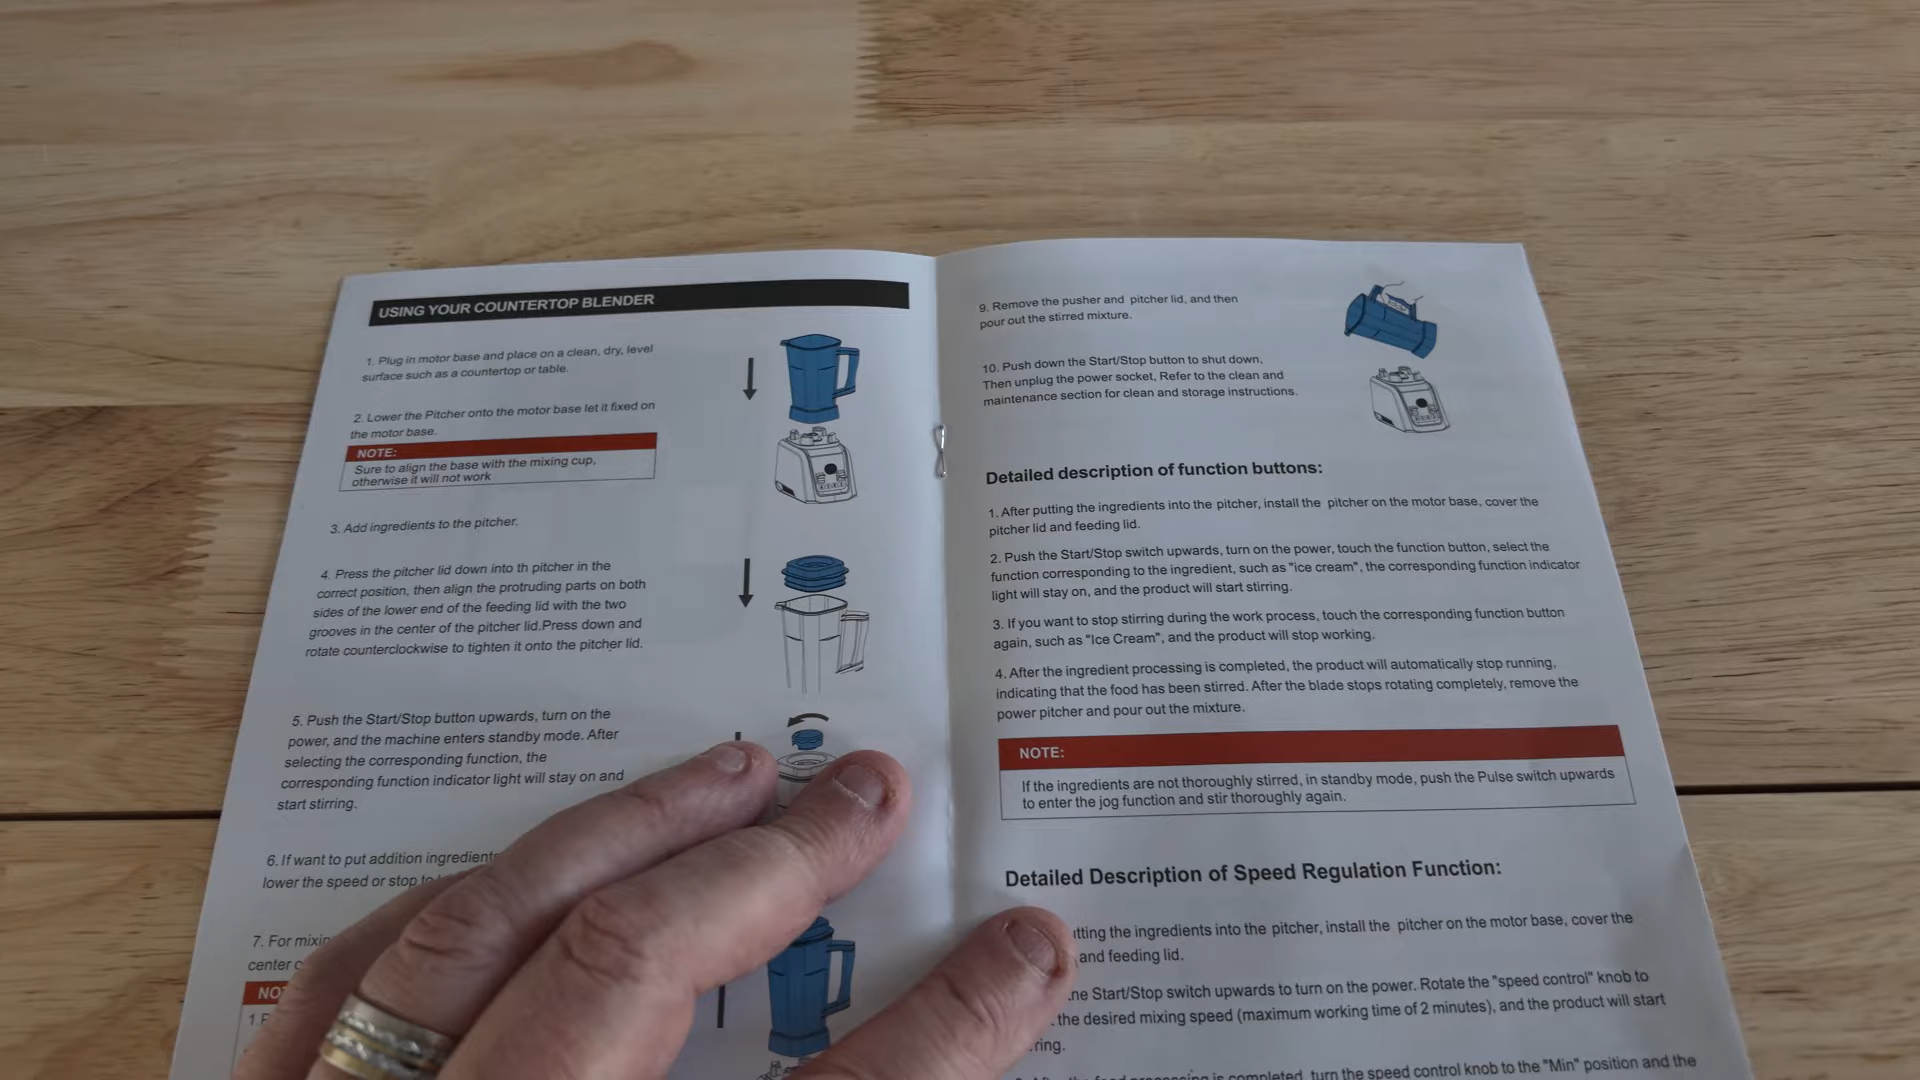 USING YOUR COUNTERTOP BLENDER
1. Plug in motor base and place on a clean, dry, level
surface such as a countertop or table.
2. Lower the Pitcher onto the motor base let it fixed on
the motor base.
NOTE:
Sure to align the base with the mixing cup,
otherwise it will not work
3. Add ingredients to the pitcher.
4. Press the pitcher lid down into th pitcher in the
correct position, then align the protruding parts on both
sides of the lower end of the feeding lid with the two
grooves in the center of the pitcher lid.Press down and
rotate counterclockwise to tighten it onto the pitcher lid.
5. Push the Start/Stop button upwards, turn on the
power, and the machine enters standby mode. After
selecting the corresponding function, the
corresponding function indicator light will stay on and
start stirring.
6. If want to put addition ingredients
lower the speed or stop to
7. For mixin
center
NO
1.
9. Remove the pusher and pitcher lid, and then
pour out the stirred mixture.
10. Push down the Start/Stop button to shut down,
Then unplug the power socket, Refer to the clean and
maintenance section for clean and storage instructions.
Detailed description of function buttons:
1. After putting the ingredients into the pitcher, install the pitcher on the motor base, cover the
pitcher lid and feeding lid.
2. Push the Start/Stop switch upwards, turn on the power, touch the function button, select the
function corresponding to the ingredient, such as "ice cream", the corresponding function indicator
light will stay on, and the product will start stirring.
3. If you want to stop stirring during the work process, touch the corresponding function button
again, such as "Ice Cream", and the product will stop working.
4. After the ingredient processing is completed, the product will automatically stop running,
indicating that the food has been stirred. After the blade stops rotating completely, remove the
power pitcher and pour out the mixture.
NOTE:
If the ingredients are not thoroughly stirred, in standby mode, push the Pulse switch upwards
to enter the jog function and stir thoroughly again.
Detailed Description of Speed Regulation Function:
tting the ingredients into the pitcher, install the pitcher on the motor base, cover the
and feeding lid.
ne Start/Stop switch upwards to turn on the power. Rotate the "speed control" knob to
the desired mixing speed (maximum working time of 2 minutes), and the product will start
ring.
is completed, turn the speed control knob to the "Min" position and the